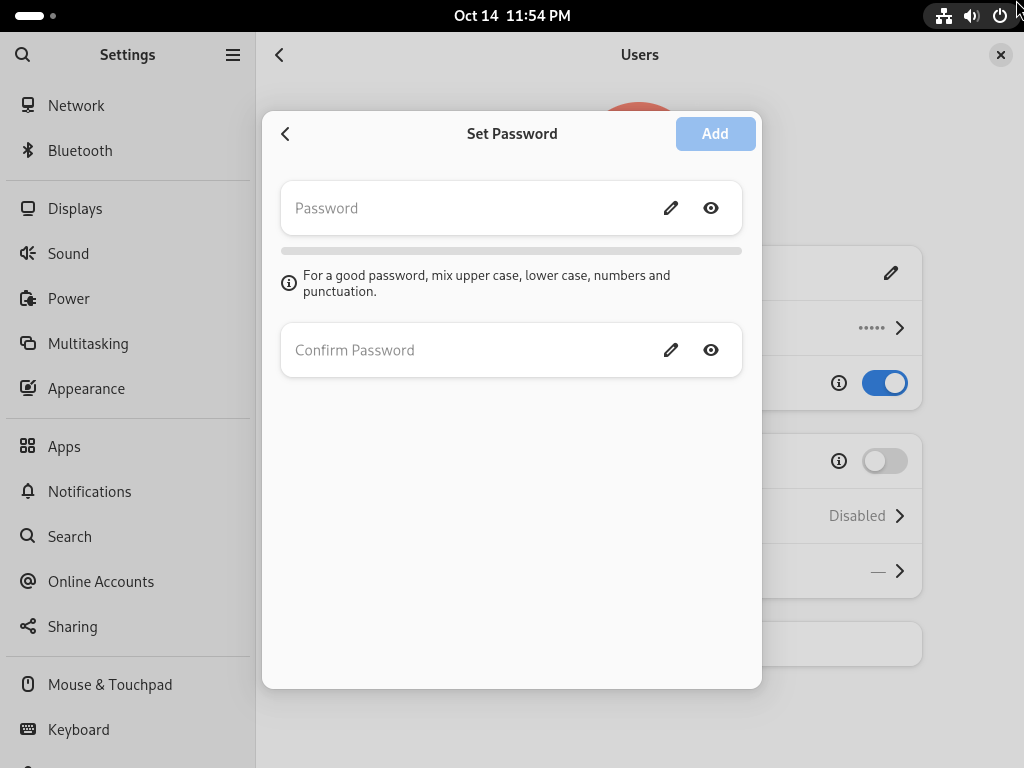 Oct 14 11:54 PM
Settings
Users
Network
Bluetooth
Displays
Sound
Power
Multitasking
Appearance
Apps
Notifications
Search
Online Accounts
Sharing
Mouse & Touchpad
Keyboard
Set Password
Add
Password
For a good password, mix upper case, lower case, numbers and
punctuation.
Confirm Password
•••••
Disabled
—